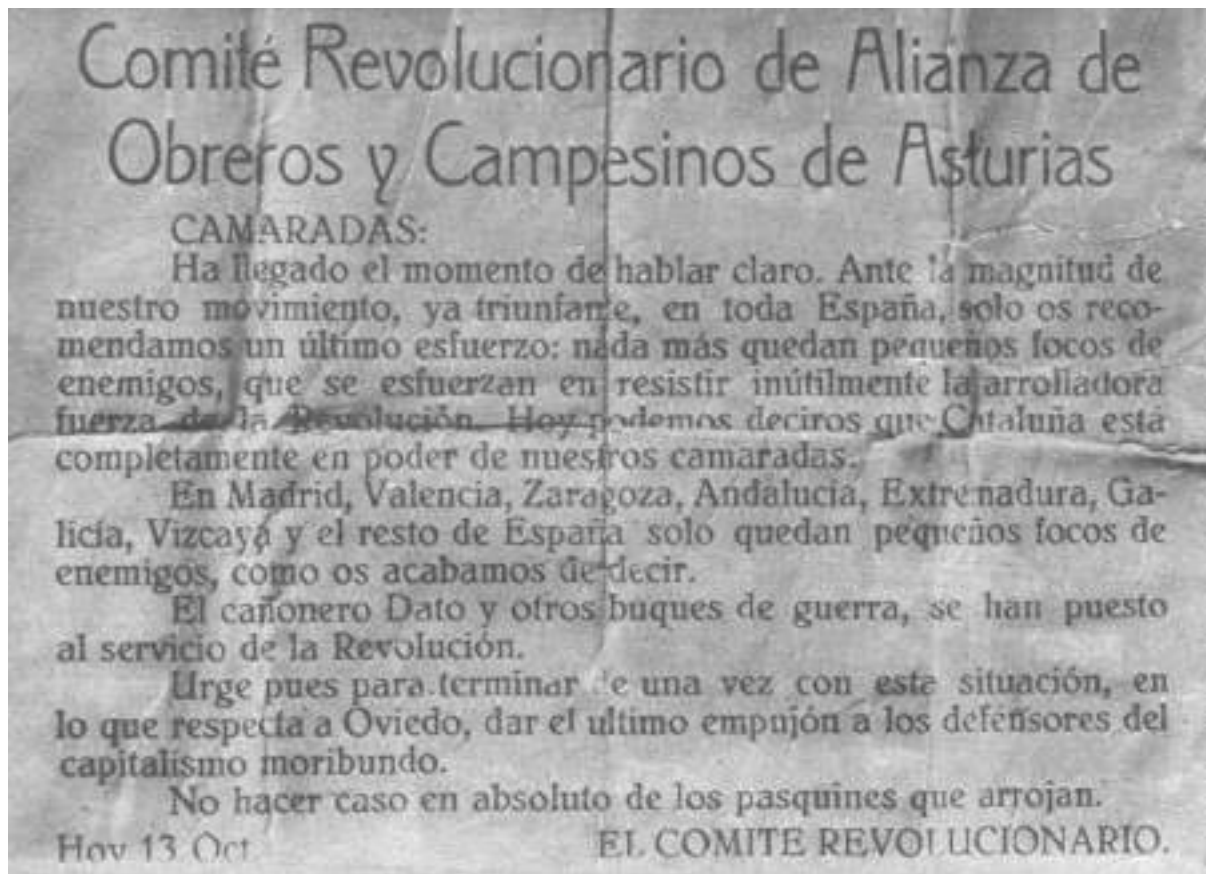 Comité Revolucionario de Alianza de
Obreros y Campesinos de Asturias
CAMARADAS:
Ha llegado el momento de hablar claro. Ante la magnitud de
nuestro movimiento, ya triunfante, en toda España, solo os reco-
mendamos un último esfuerzo: nada más quedan pequeños focos de
enemigos, que se esfuerzan en resistir inútilmente la arrolladora
fuerza de la Revolución. Hoy podemos deciros que Cataluña está
completamente en poder de nuestros camaradas.
En Madrid, Valencia, Zaragoza, Andalucia, Extremadura, Ga-
licia, Vizcaya y el resto de España solo quedan pequeños focos de
enemigos, como os acabamos de decir.
El cañonero Dato y otros buques de guerra, se han puesto
al servicio de la Revolución.
Urge pues para terminar de una vez con esta situación, en
lo que respecta a Oviedo, dar el ultimo empujón a los defensores del
capitalismo moribundo.
No hacer caso en absoluto de los pasquines que arrojan.
Hoy 13 Oct.
EL COMITE REVOLUCIONARIO.